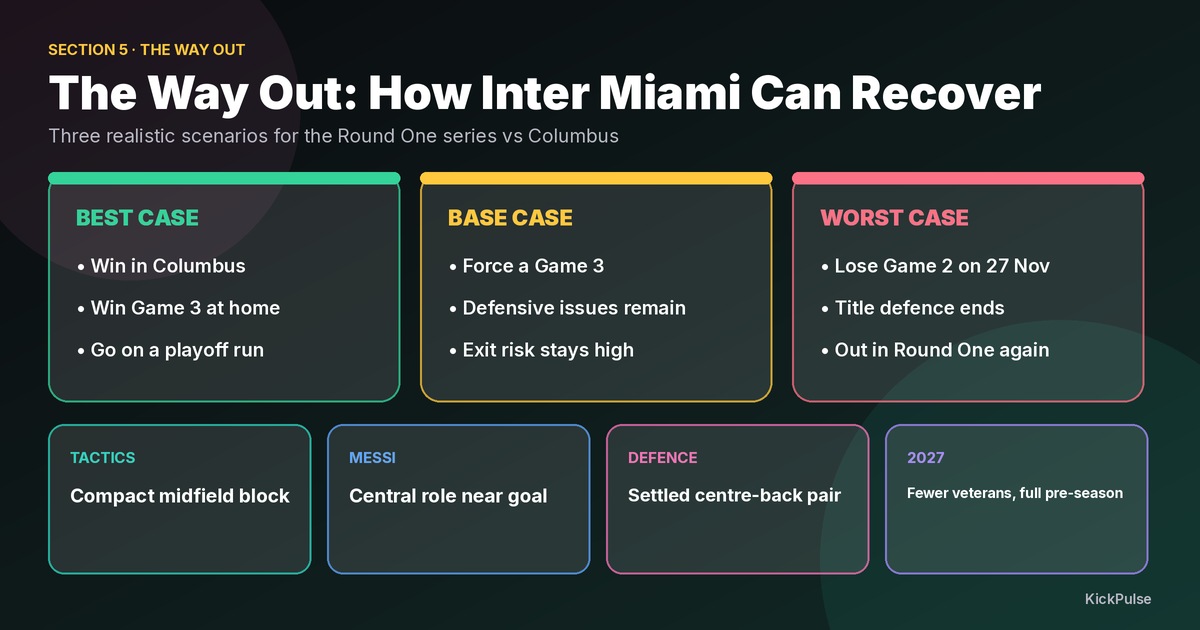 SECTION 5 · THE WAY OUT
The Way Out: How Inter Miami Can Recover
Three realistic scenarios for the Round One series vs Columbus
BEST CASE
• Win in Columbus
• Win Game 3 at home
• Go on a playoff run
BASE CASE
• Force a Game 3
• Defensive issues remain
• Exit risk stays high
WORST CASE
• Lose Game 2 on 27 Nov
• Title defence ends
• Out in Round One again
TACTICS
Compact midfield block
MESSI
Central role near goal
DEFENCE
Settled centre-back pair
2027
Fewer veterans, full pre-season
KickPulse